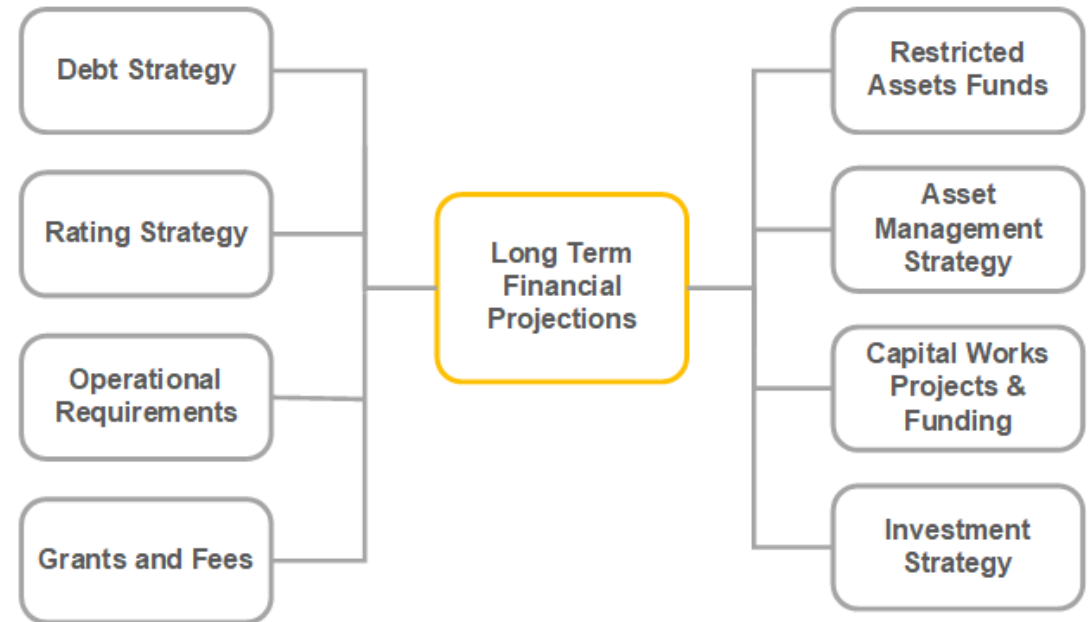 Debt Strategy
Rating Strategy
Operational
Requirements
Grants and Fees
Long Term
Financial
Projections
Restricted
Assets Funds
Asset
Management
Strategy
Capital Works
Projects &
Funding
Investment
Strategy